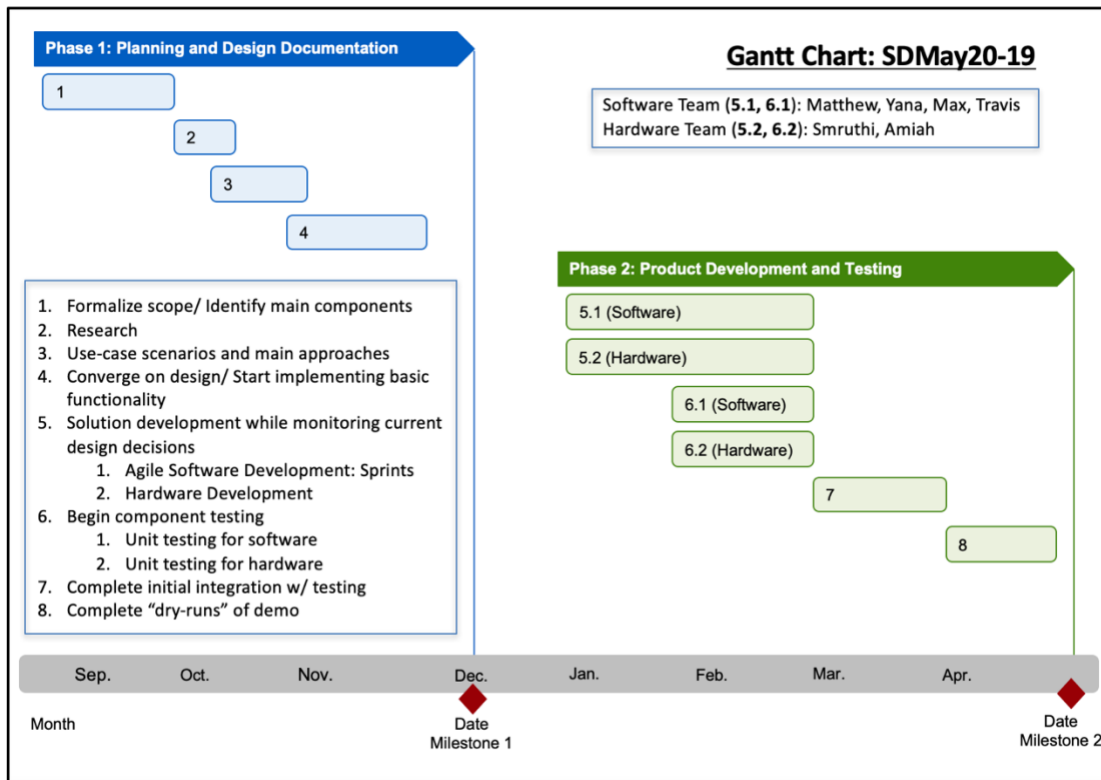 Phase 1: Planning and Design Documentation
Gantt Chart: SDMay20-19
1
Software Team (5.1, 6.1): Matthew, Yana, Max, Travis
Hardware Team (5.2, 6.2): Smruthi, Amiah
2
3
4
Phase 2: Product Development and Testing
1. Formalize scope/ Identify main components
2. Research
3. Use-case scenarios and main approaches
4. Converge on design/ Start implementing basic
functionality
5. Solution development while monitoring current
design decisions
1. Agile Software Development: Sprints
2. Hardware Development
6. Begin component testing
1. Unit testing for software
2. Unit testing for hardware
7. Complete initial integration w/ testing
8. Complete “dry-runs” of demo
5.1 (Software)
5.2 (Hardware)
6.1 (Software)
6.2 (Hardware)
7
8
Sep. Oct. Nov. Dec. Jan. Feb. Mar. Apr.
Month
Date
Milestone 1
Date
Milestone 2